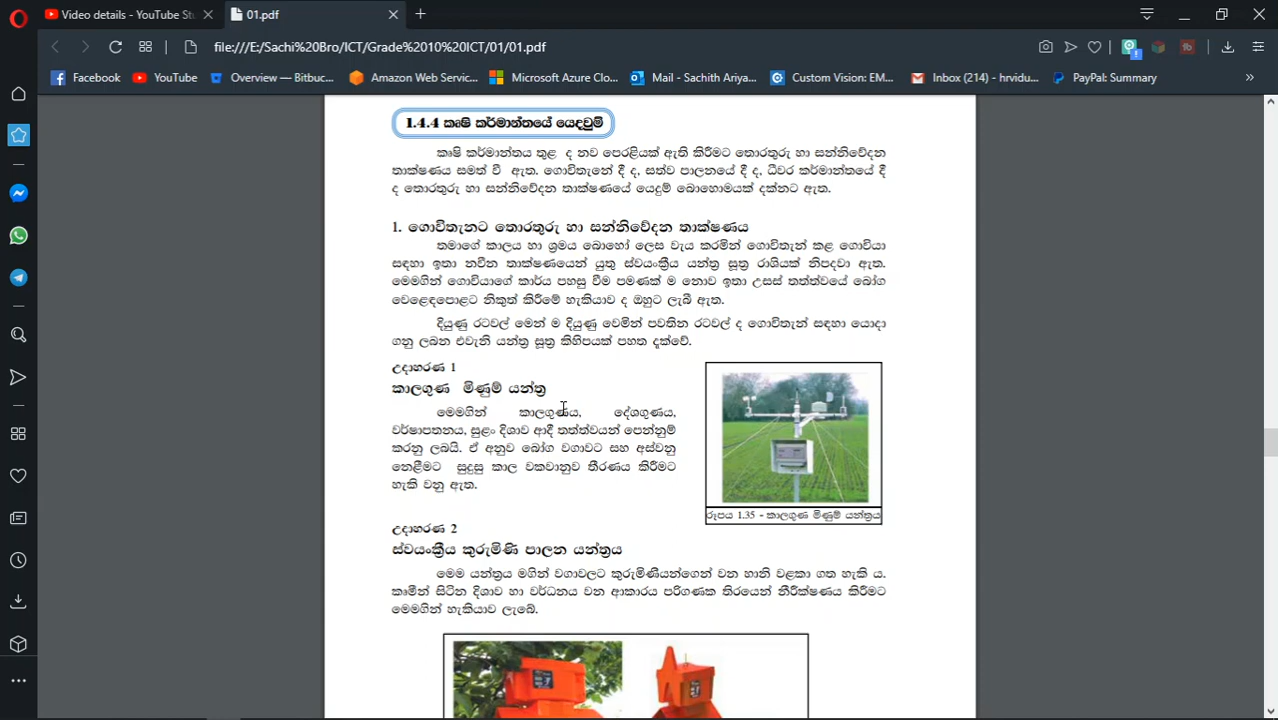 Video details - YouTube Stu
01.pdf
file:///E:/Sachi%20Bro/ICT/Grade%2010%20ICT/01/01.pdf
Facebook
YouTube
Overview — Bitbuc...
Amazon Web Servic...
Microsoft Azure Clo...
Mail - Sachith Ariya...
Custom Vision: EM...
Inbox (214) - hrvidu...
PayPal: Summary
1.4.4 කෘෂි කර්මාන්තයේ යෙදවුම්
කෘෂි කර්මාන්තය තුළ ද නව පෙරළියක් ඇති කිරීමට තොරතුරු හා සන්නිවේදන
තාක්ෂණය සමත් වී ඇත. ගොවිතැනේ දී ද, සත්ව පාලනයේ දී ද, ධීවර කර්මාන්තයේ දී
ද තොරතුරු හා සන්නිවේදන තාක්ෂණයේ යෙදුම් බොහොමයක් දක්නට ඇත.
1. ගොවිතැනට තොරතුරු හා සන්නිවේදන තාක්ෂණය
තමාගේ කාලය හා ශ්‍රමය බොහෝ ලෙස වැය කරමින් ගොවිතැන් කළ ගොවියා
සඳහා ඉතා නවීන තාක්ෂණයෙන් යුතු ස්වයංක්‍රීය යන්ත්‍ර සූත්‍ර රාශියක් නිපදවා ඇත.
මෙමගින් ගොවියාගේ කාර්ය පහසු වීම පමණක් ම නොව ඉතා උසස් තත්ත්වයේ බෝග
වෙළෙඳපොළට නිකුත් කිරීමේ හැකියාව ද ඔහුට ලැබී ඇත.
දියුණු රටවල් මෙන් ම දියුණු වෙමින් පවතින රටවල් ද ගොවිතැන් සඳහා යොදා
ගනු ලබන එවැනි යන්ත්‍ර සූත්‍ර කිහිපයක් පහත දැක්වේ.
උදාහරණ 1
කාලගුණ මිණුම් යන්ත්‍ර
මෙමගින් කාලගුණය, දේශගුණය,
වර්ෂාපතනය, සුළං දිශාව ආදී තත්ත්වයන් පෙන්නුම්
කරනු ලබයි. ඒ අනුව බෝග වගාවට සහ අස්වනු
නෙළීමට සුදුසු කාල වකවානුව තීරණය කිරීමට
හැකි වනු ඇත.
රූපය 1.35 - කාලගුණ මිණුම් යන්ත්‍රය
උදාහරණ 2
ස්වයංක්‍රීය කුරුමිණි පාලන යන්ත්‍රය
මෙම යන්ත්‍රය මගින් වගාවලට කුරුමිණියන්ගෙන් වන හානි වළකා ගත හැකි ය.
කෘමීන් සිටින දිශාව හා වර්ධනය වන ආකාරය පරිගණක තිරයෙන් නිරීක්ෂණය කිරීමට
මෙමගින් හැකියාව ලැබේ.